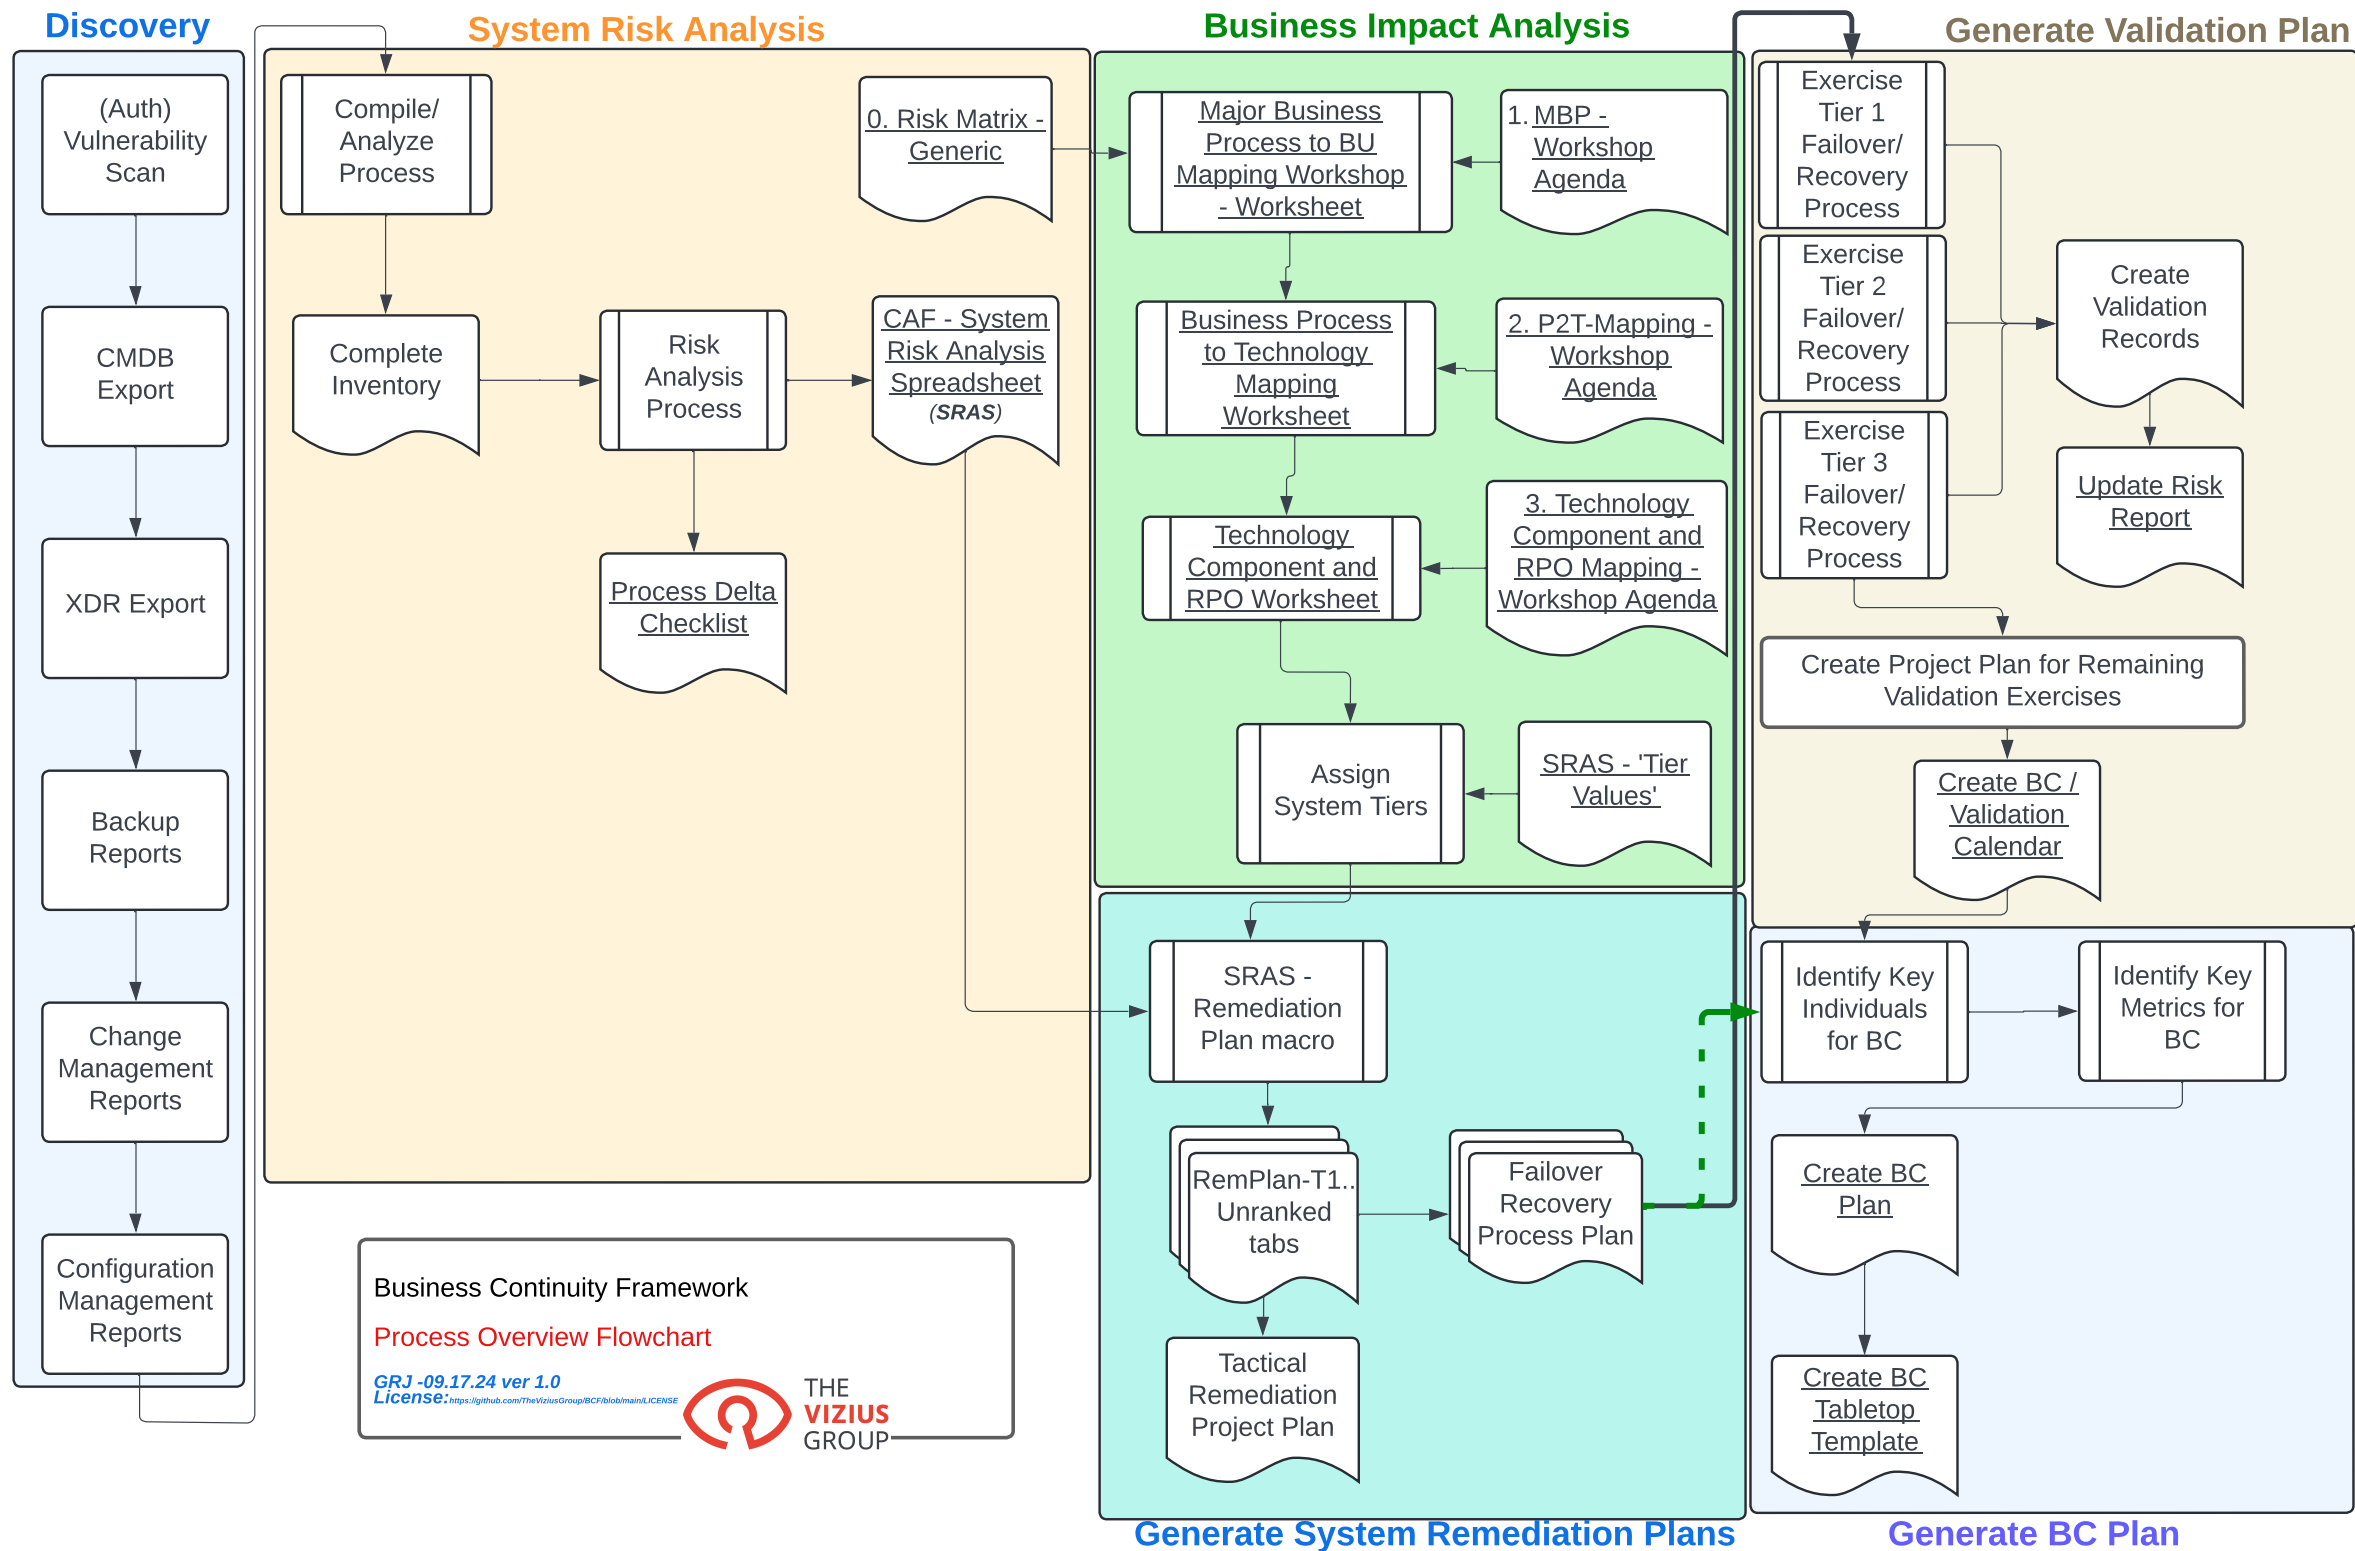 Discovery
(Auth)
Vulnerability
Scan
CMDB
Export
XDR Export
Backup
Reports
Change
Management
Reports
Configuration
Management
Reports
System Risk Analysis
Compile/
Analyze
Process
Complete
Inventory
Risk
Analysis
Process
Process Delta
Checklist
0. Risk Matrix -
Generic
CAF - System
Risk Analysis
Spreadsheet
(SRAS)
Business Impact Analysis
Major Business
Process to BU
Mapping Workshop
- Worksheet
1. MBP -
Workshop
Agenda
Business Process
to Technology
Mapping
Worksheet
2. P2T-Mapping -
Workshop
Agenda
Technology
Component and
RPO Worksheet
3. Technology
Component and
RPO Mapping -
Workshop Agenda
Assign
System Tiers
SRAS - 'Tier
Values'
SRAS -
Remediation
Plan macro
RemPlan-T1..
Unranked
tabs
Failover
Recovery
Process Plan
Tactical
Remediation
Project Plan
Generate System Remediation Plans
Generate Validation Plan
Exercise
Tier 1
Failover/
Recovery
Process
Exercise
Tier 2
Failover/
Recovery
Process
Exercise
Tier 3
Failover/
Recovery
Process
Create
Validation
Records
Update Risk
Report
Create Project Plan for Remaining
Validation Exercises
Create BC /
Validation
Calendar
Identify Key
Individuals
for BC
Identify Key
Metrics for
BC
Create BC
Plan
Create BC
Tabletop
Template
Generate BC Plan
Business Continuity Framework
Process Overview Flowchart
GRJ -09.17.24 ver 1.0
License:https://github.com/TheViziusGroup/BCF/blob/main/LICENSE
THE
VIZIUS
GROUP